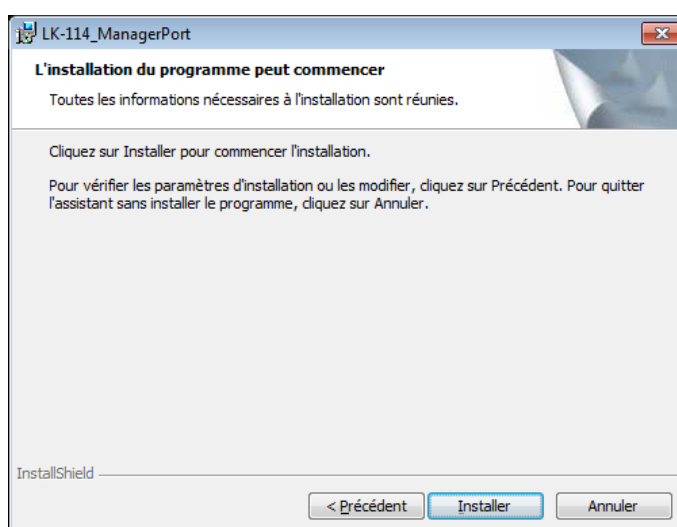 LK-114_ManagerPort
L'installation du programme peut commencer
Toutes les informations nécessaires à l'installation sont réunies.
Cliquez sur Installer pour commencer l'installation.
Pour vérifier les paramètres d'installation ou les modifier, cliquez sur Précédent. Pour quitter
l'assistant sans installer le programme, cliquez sur Annuler.
InstallShield
< Précédent Installer Annuler